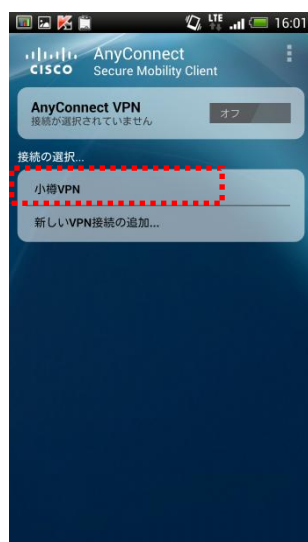 LTE 16:01
CISCO
AnyConnect
Secure Mobility Client
AnyConnect VPN
接続が選択されていません
オフ
接続の選択...
小樽VPN
新しいVPN接続の追加...